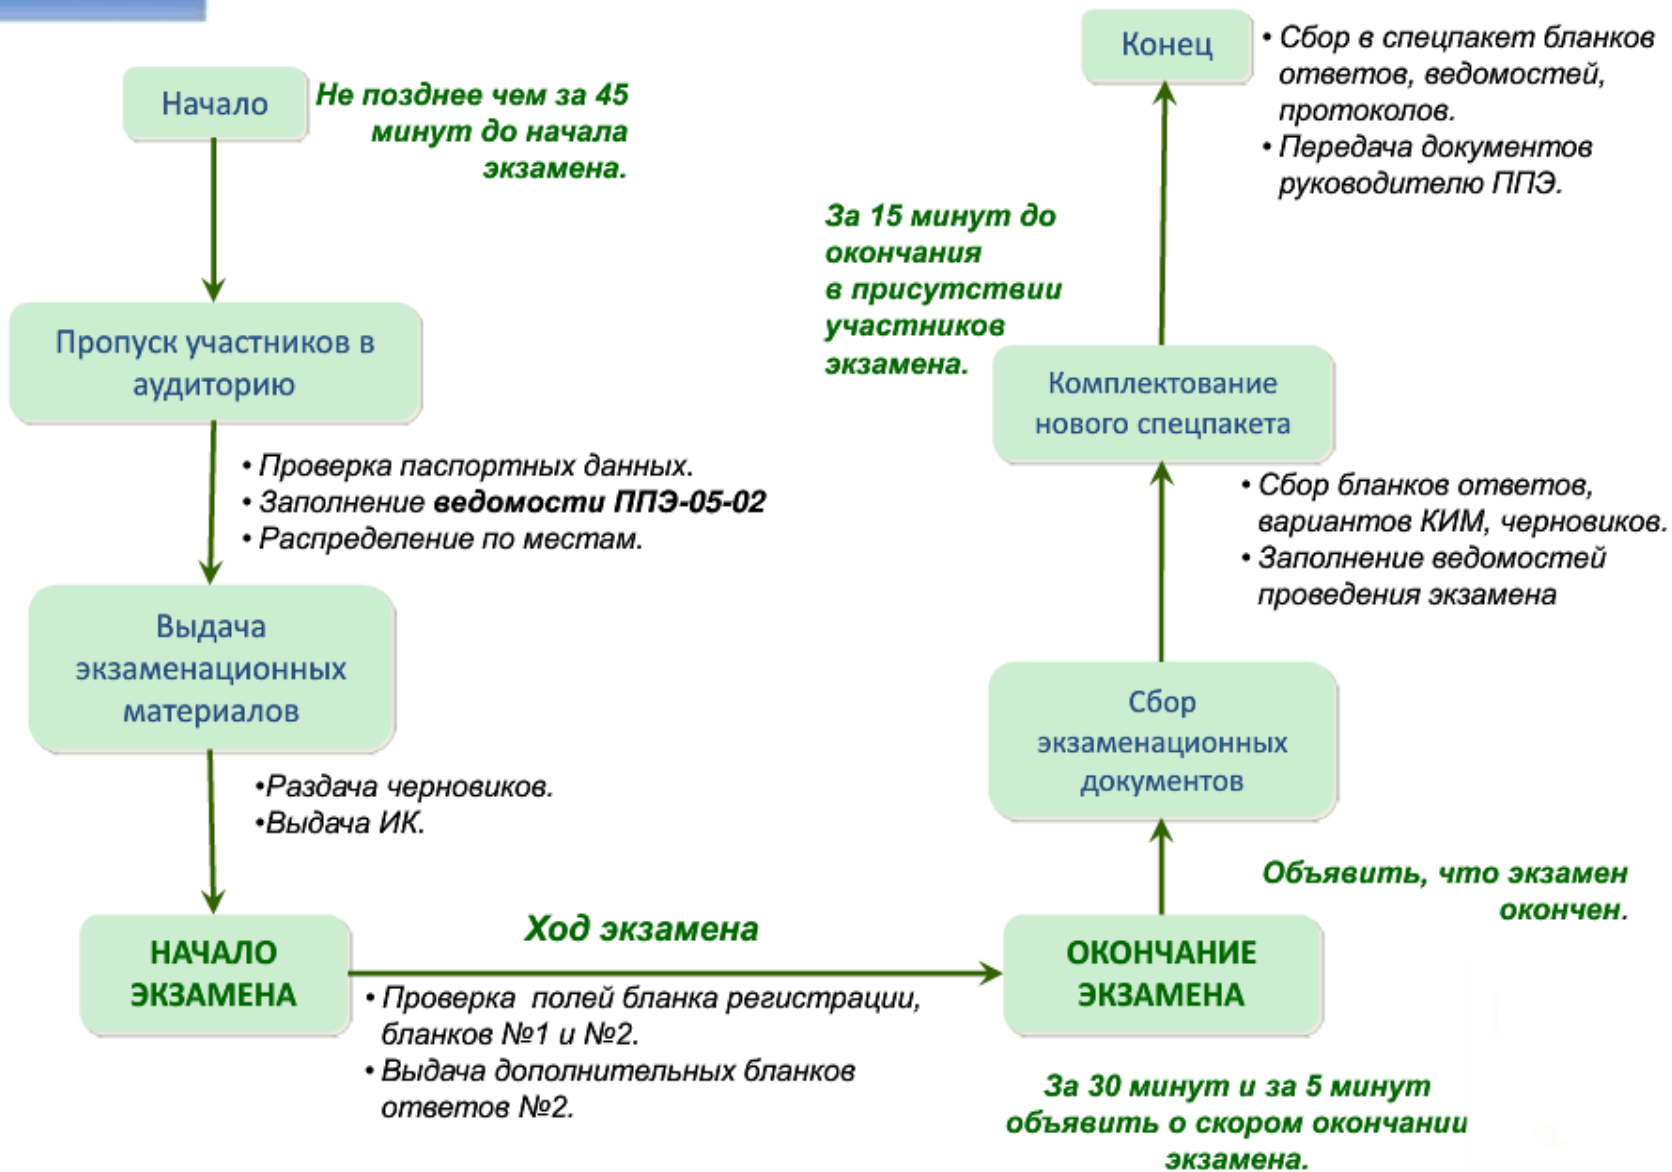 Начало
Не позднее чем за 45
минут до начала
экзамена.
Пропуск участников в
аудиторию
• Проверка паспортных данных.
• Заполнение ведомости ППЭ-05-02
• Распределение по местам.
Выдача
экзаменационных
материалов
•Раздача черновиков.
•Выдача ИК.
НАЧАЛО
ЭКЗАМЕНА
Ход экзамена
• Проверка полей бланка регистрации,
бланков №1 и №2.
• Выдача дополнительных бланков
ответов №2.
ОКОНЧАНИЕ
ЭКЗАМЕНА
За 30 минут и за 5 минут
объявить о скором окончании
экзамена.
Объявить, что экзамен
окончен.
Сбор
экзаменационных
документов
• Сбор бланков ответов,
вариантов КИМ, черновиков.
• Заполнение ведомостей
проведения экзамена
Комплектование
нового спецпакета
За 15 минут до
окончания
в присутствии
участников
экзамена.
Конец
• Сбор в спецпакет бланков
ответов, ведомостей,
протоколов.
• Передача документов
руководителю ППЭ.